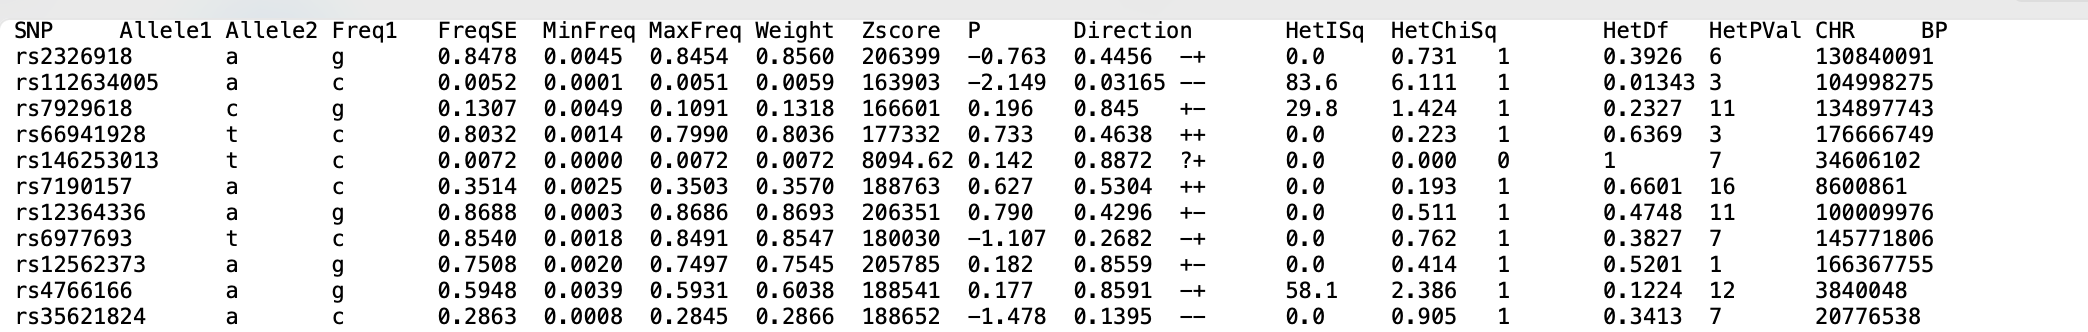 SNP Allele1 Allele2 Freq1 FreqSE MinFreq MaxFreq Weight Zscore P Direction HetISq HetChiSq HetDf HetPVal CHR BP
rs2326918 a g 0.8478 0.0045 0.8454 0.8560 206399 -0.763 0.4456 -+ 0.0 0.731 1 0.3926 6 130840091
rs112634005 a c 0.0052 0.0001 0.0051 0.0059 163903 -2.149 0.03165 -- 83.6 6.111 1 0.01343 3 104998275
rs7929618 c g 0.1307 0.0049 0.1091 0.1318 166601 0.196 0.845 +- 29.8 1.424 1 0.2327 11 134897743
rs66941928 t c 0.8032 0.0014 0.7990 0.8036 177332 0.733 0.4638 ++ 0.0 0.223 1 0.6369 3 176666749
rs146253013 t c 0.0072 0.0000 0.0072 0.0072 8094.62 0.142 0.8872 ?+ 0.0 0.000 0 1 7 34606102
rs7190157 a c 0.3514 0.0025 0.3503 0.3570 188763 0.627 0.5304 ++ 0.0 0.193 1 0.6601 16 8600861
rs12364336 a g 0.8688 0.0003 0.8686 0.8693 206351 0.790 0.4296 +- 0.0 0.511 1 0.4748 11 100009976
rs6977693 t c 0.8540 0.0018 0.8491 0.8547 180030 -1.107 0.2682 -+ 0.0 0.762 1 0.3827 7 145771806
rs12562373 a g 0.7508 0.0020 0.7497 0.7545 205785 0.182 0.8559 +- 0.0 0.414 1 0.5201 1 166367755
rs4766166 a g 0.5948 0.0039 0.5931 0.6038 188541 0.177 0.8591 -+ 58.1 2.386 1 0.1224 12 3840048
rs35621824 a c 0.2863 0.0008 0.2845 0.2866 188652 -1.478 0.1395 -- 0.0 0.905 1 0.3413 7 20776538